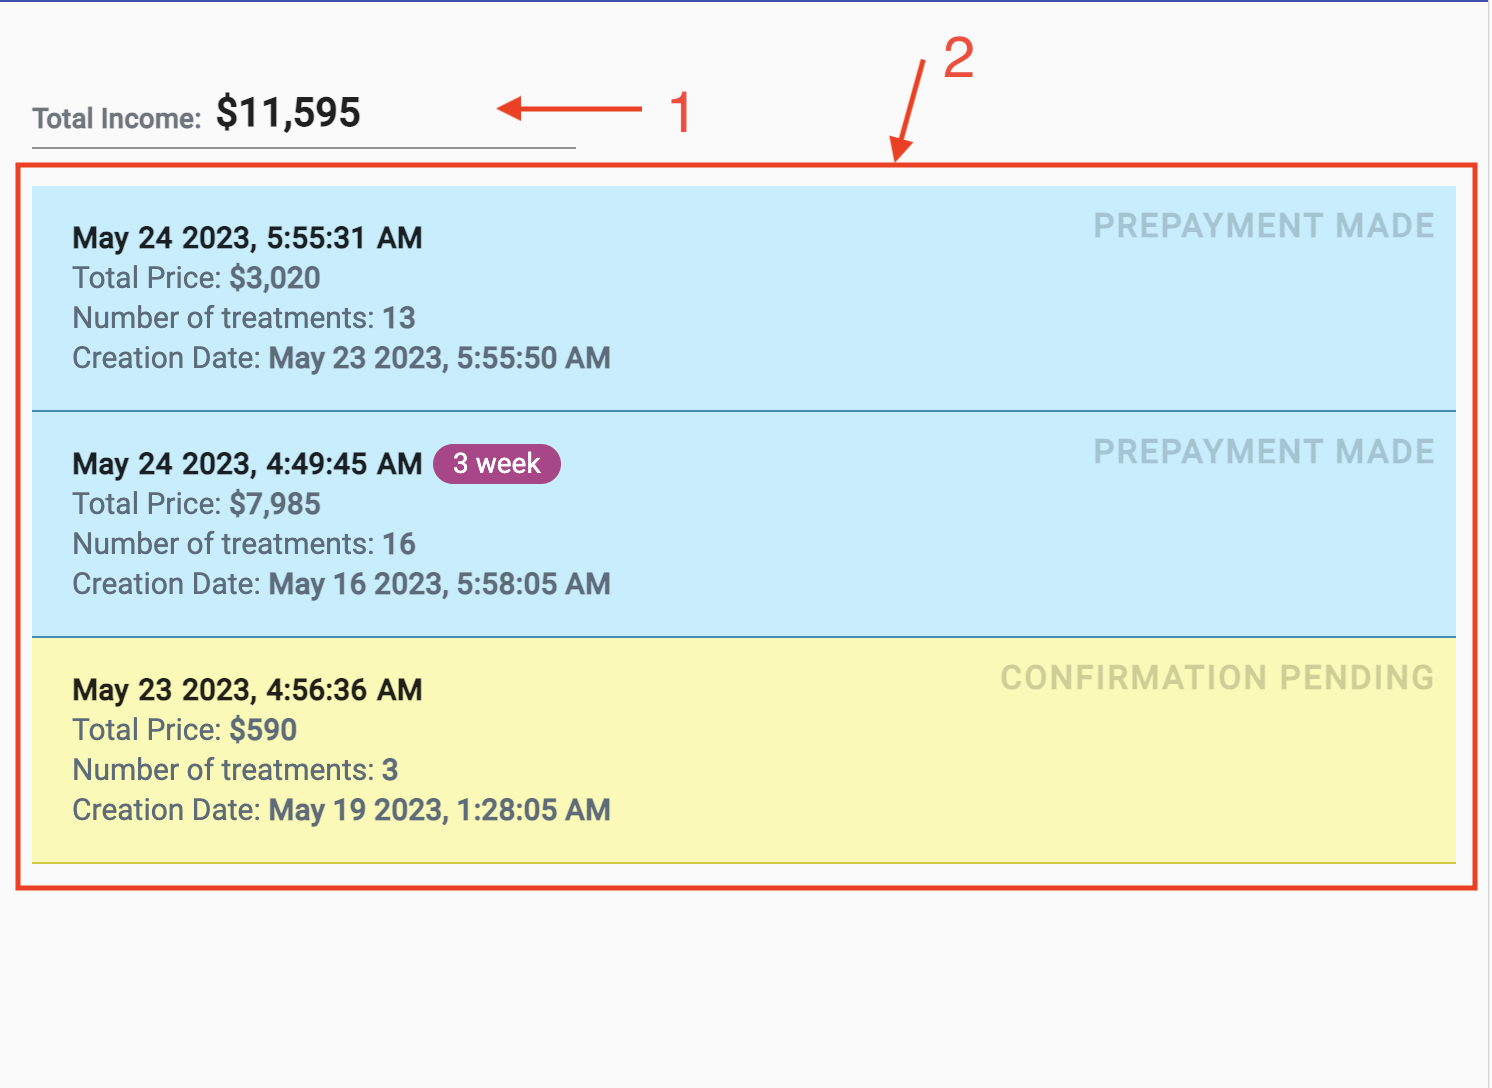 2
Total Income: $11,595
1
PREPAYMENT MADE
May 24 2023, 5:55:31 AM
Total Price: $3,020
Number of treatments: 13
Creation Date: May 23 2023, 5:55:50 AM
PREPAYMENT MADE
May 24 2023, 4:49:45 AM 3 week
Total Price: $7,985
Number of treatments: 16
Creation Date: May 16 2023, 5:58:05 AM
CONFIRMATION PENDING
May 23 2023, 4:56:36 AM
Total Price: $590
Number of treatments: 3
Creation Date: May 19 2023, 1:28:05 AM